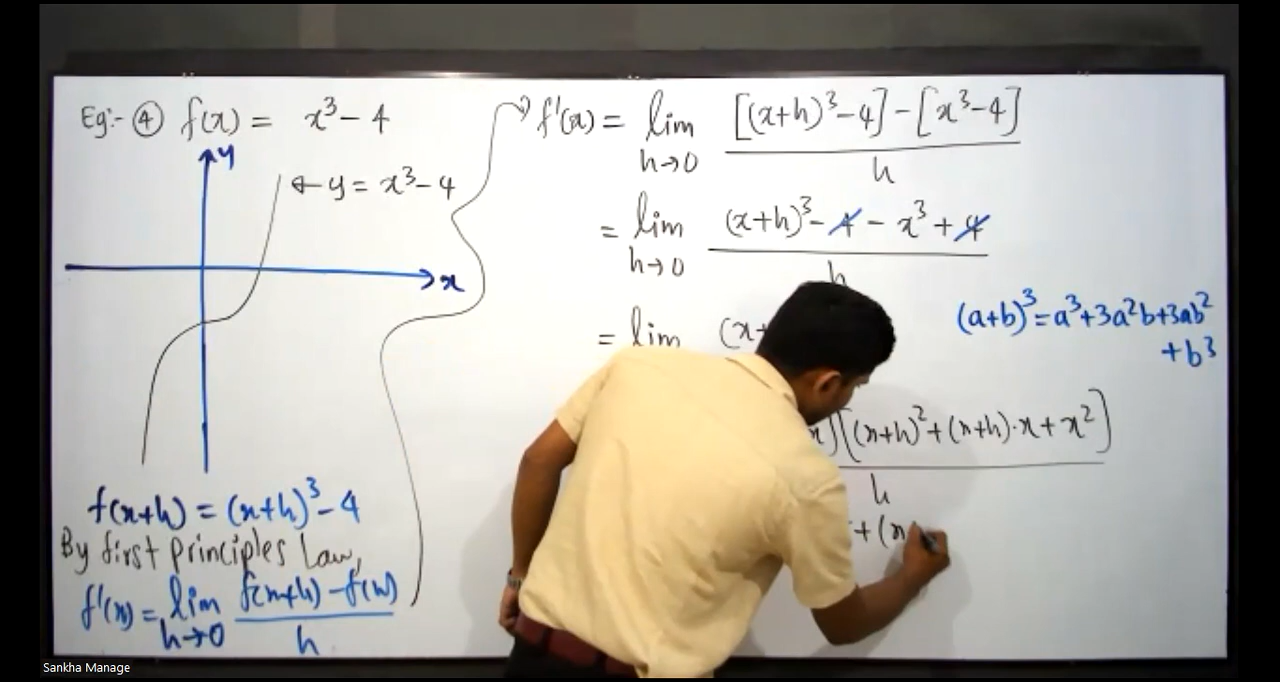 Eg:- ④ f(x) = x³ - 4
y
← y = x³ - 4
x
f(x+h) = (x+h)³ - 4
By first principles Law,
f'(x) = lim h→0 f(x+h) - f(x) / h
f'(x) = lim h→0 [(x+h)³ - 4] - [x³ - 4] / h
= lim h→0 (x+h)³ - 4 - x³ + 4 / h
= lim (x+
(a+b)³ = a³ + 3a²b + 3ab²
+ b³
x] [(x+h)² + (x+h)·x + x²] / h
+ (x
Sankha Manage